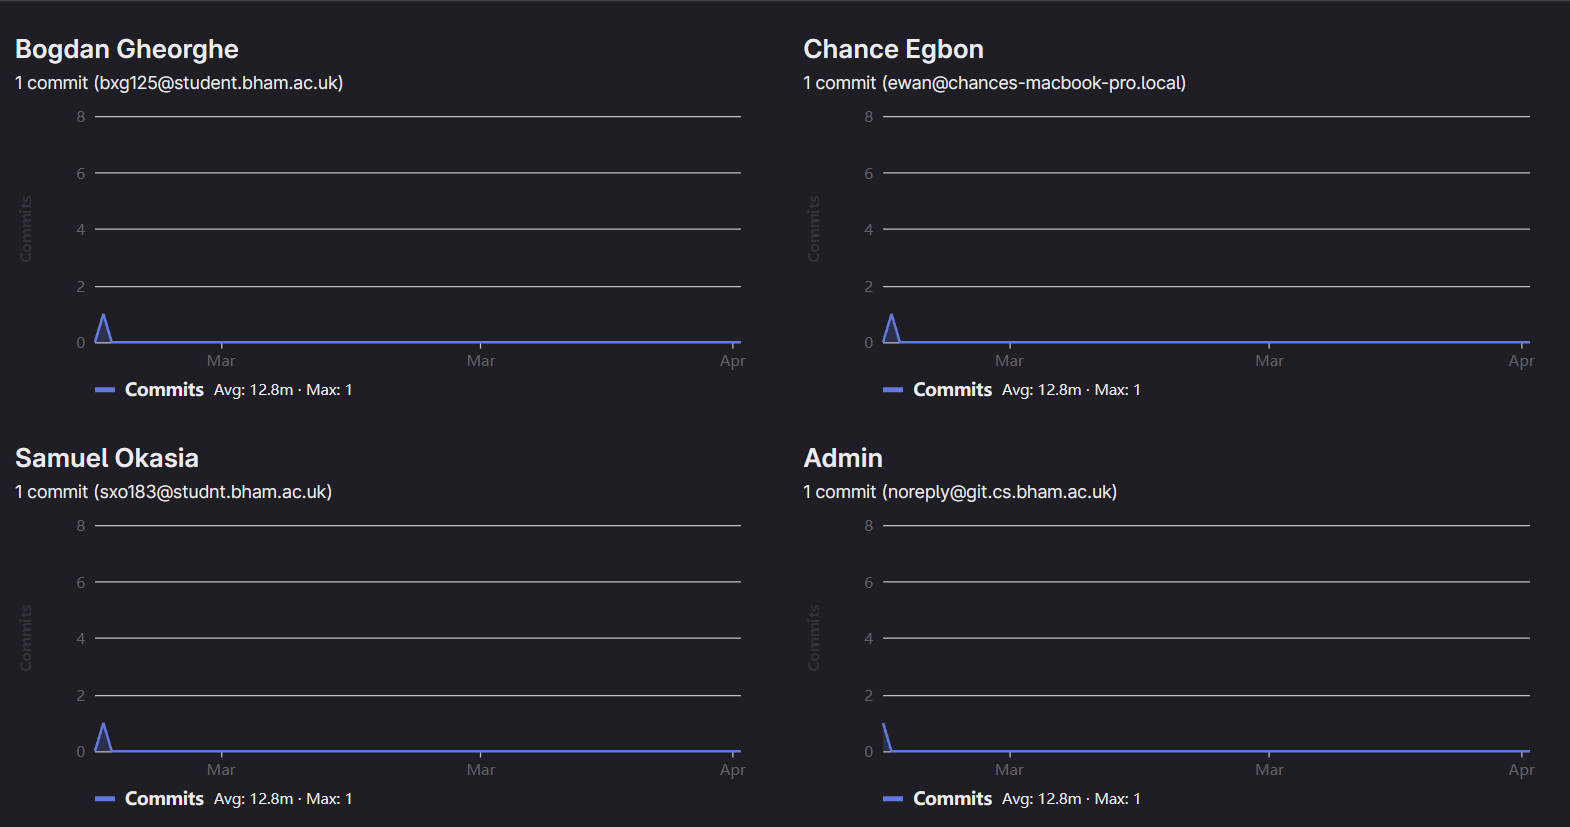 Bogdan Gheorghe
1 commit (bxg125@student.bham.ac.uk)
8
6
4
2
0
Commits
Mar
Mar
Apr
Commits Avg: 12.8m · Max: 1
Chance Egbon
1 commit (ewan@chances-macbook-pro.local)
8
6
4
2
0
Commits
Mar
Mar
Apr
Commits Avg: 12.8m · Max: 1
Samuel Okasia
1 commit (sxo183@studnt.bham.ac.uk)
8
6
4
2
0
Commits
Mar
Mar
Apr
Commits Avg: 12.8m · Max: 1
Admin
1 commit (noreply@git.cs.bham.ac.uk)
8
6
4
2
0
Commits
Mar
Mar
Apr
Commits Avg: 12.8m · Max: 1